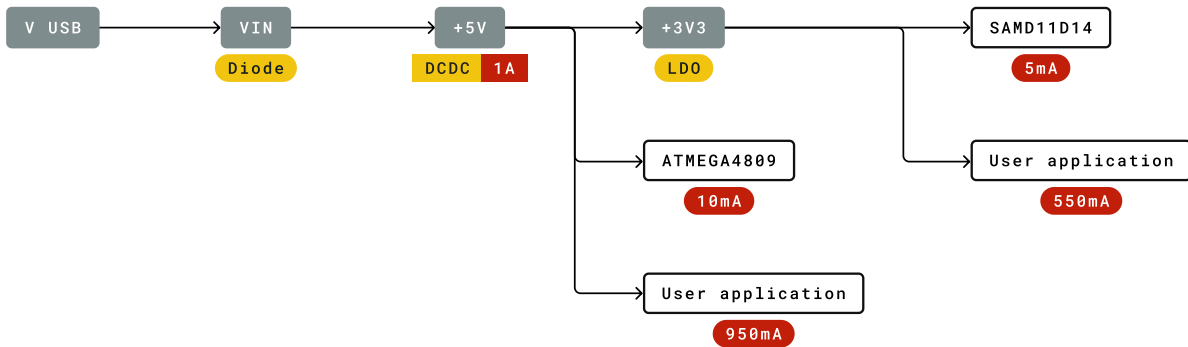 V USB
VIN
+5V
+3V3
SAMD11D14
Diode
DCDC 1A
LDO
5mA
ATMEGA4809
User application
10mA
550mA
User application
950mA